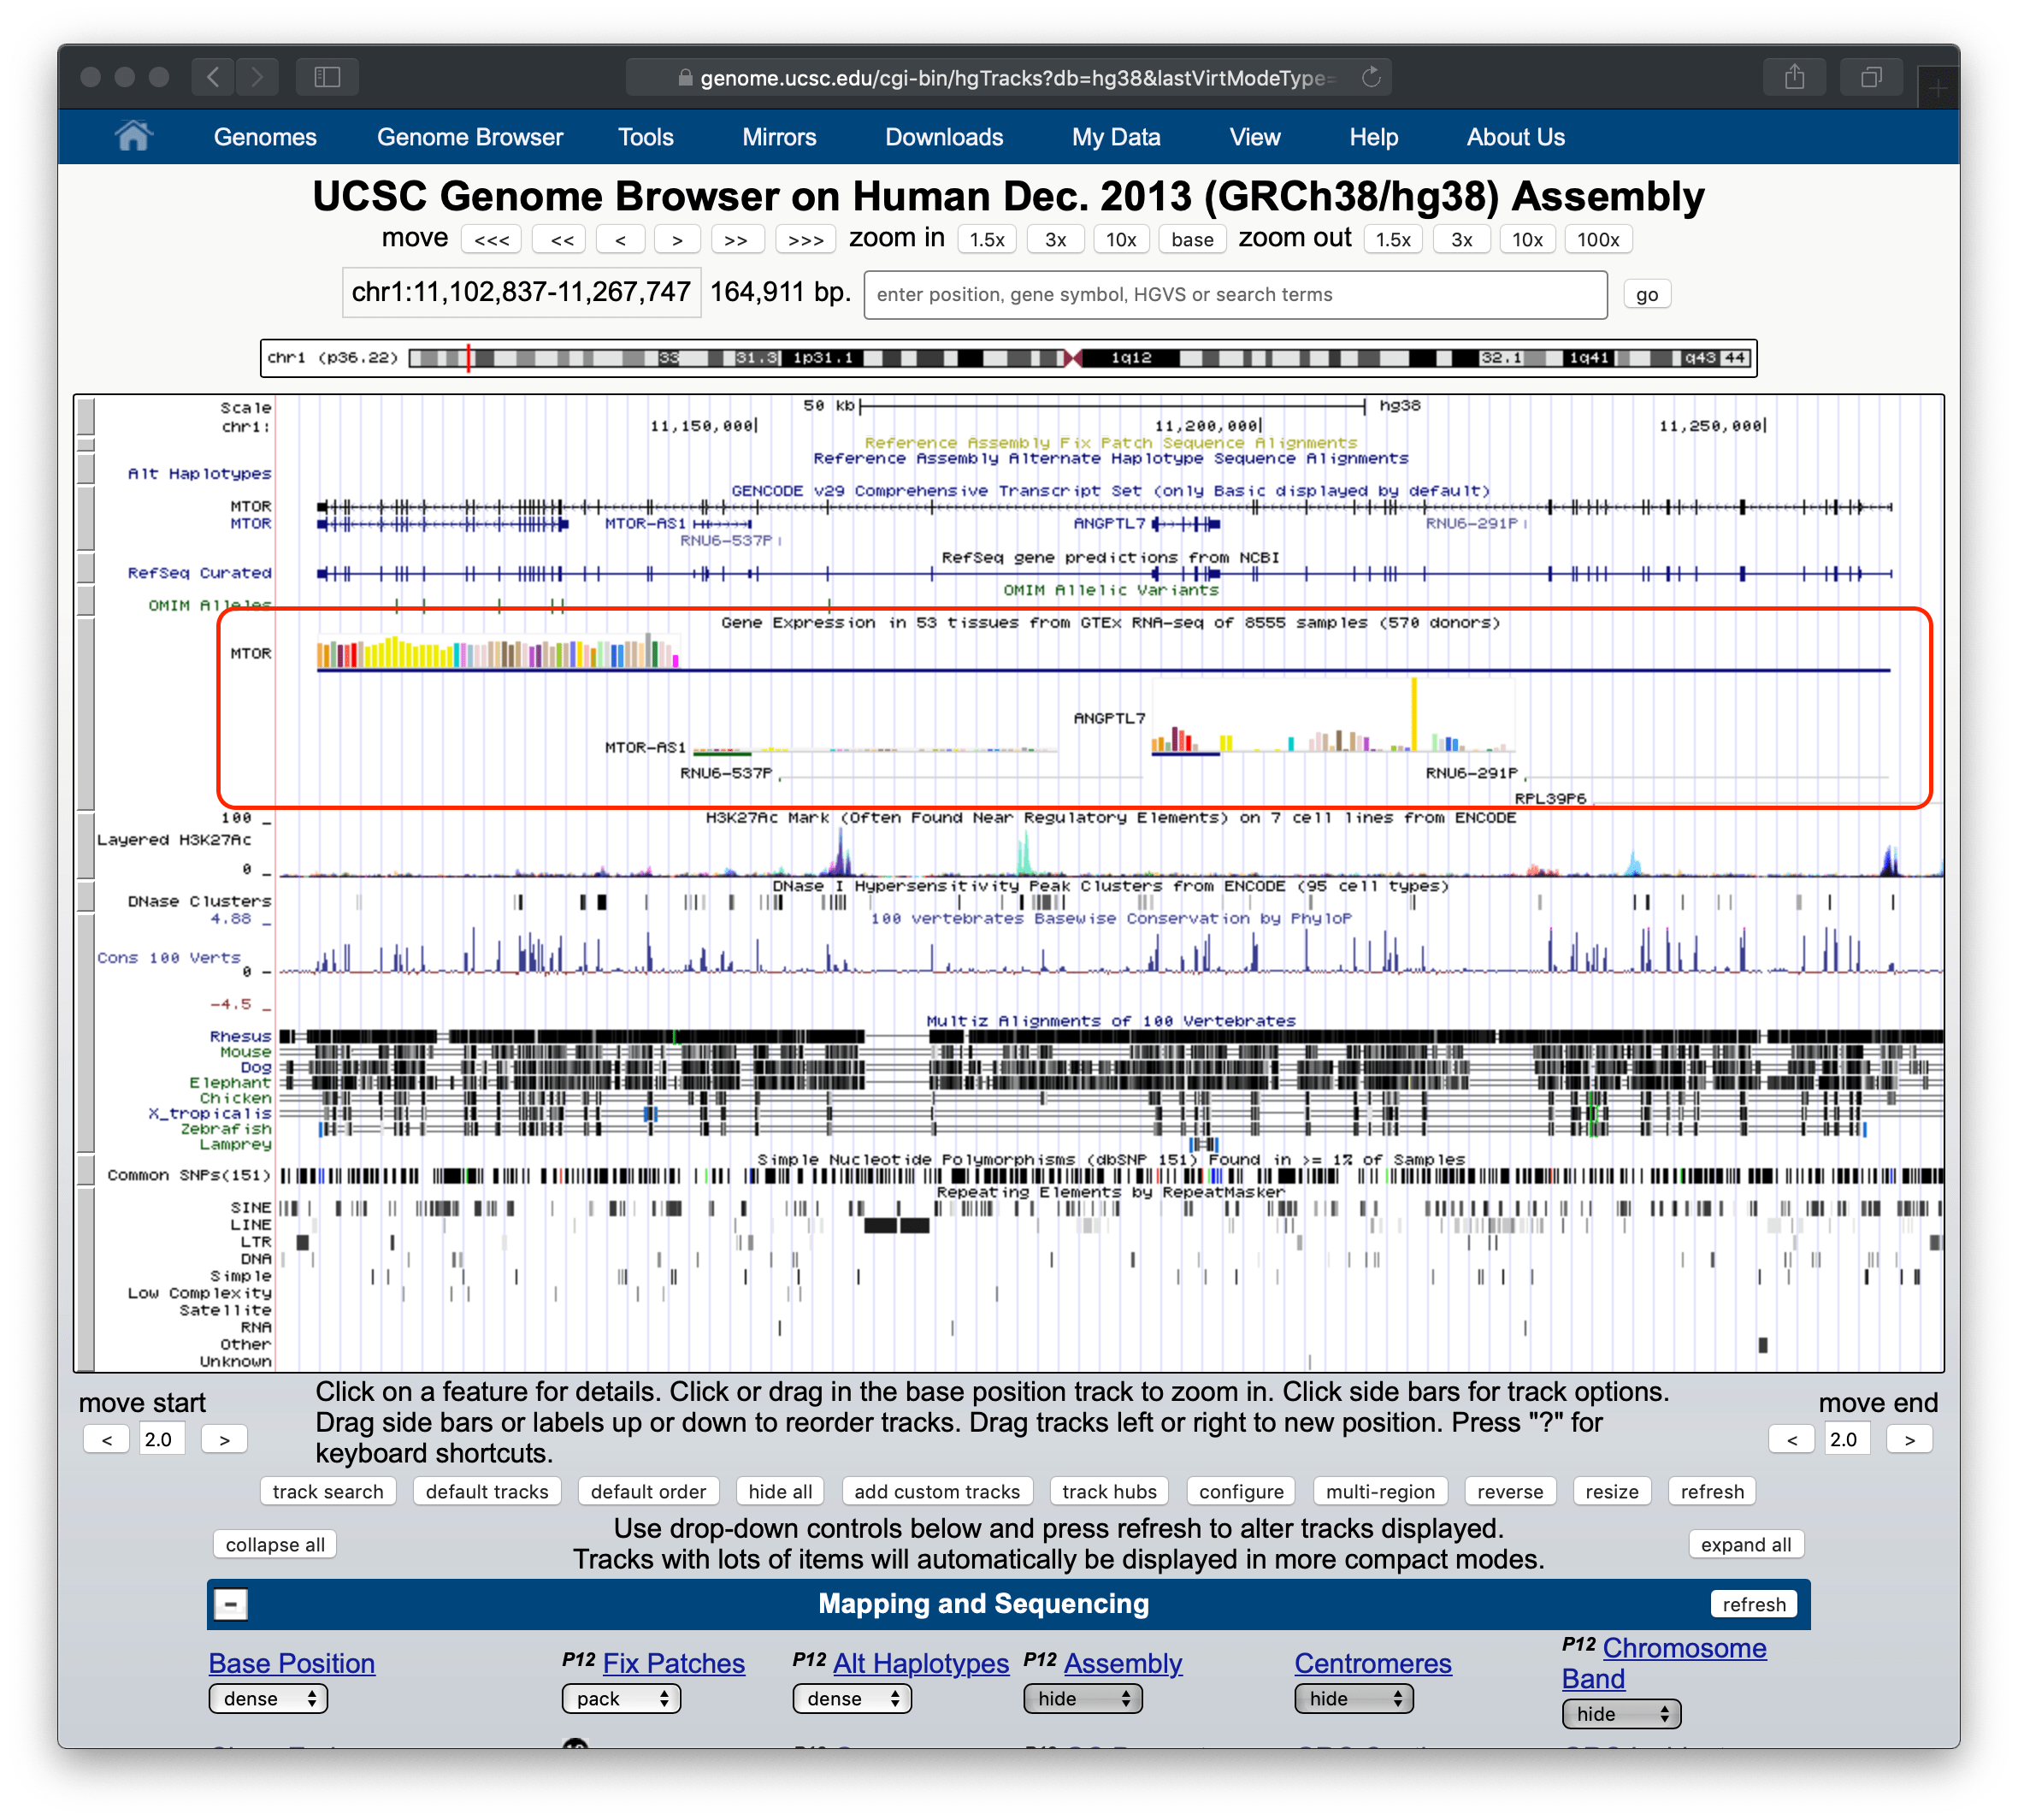 genome.ucsc.edu/cgi-bin/hgTracks?db=hg38&lastVirtModeType=
Genomes Genome Browser Tools Mirrors Downloads My Data View Help About Us
UCSC Genome Browser on Human Dec. 2013 (GRCh38/hg38) Assembly
move <<< << < > >> >>> zoom in 1.5x 3x 10x base zoom out 1.5x 3x 10x 100x
chr1:11,102,837-11,267,747 164,911 bp. enter position, gene symbol, HGVS or search terms go
chr1 (p36.22) 33 31.3 1p31.1 1q12 32.1 1q41 q43 44
Scale 50 kb hg38
chr1: 11,150,000 11,200,000 11,250,000
Reference Assembly Fix Patch Sequence Alignments
Reference Assembly Alternate Haplotype Sequence Alignments
Alt Haplotypes
GENCODE v29 Comprehensive Transcript Set (only Basic displayed by default)
MTOR
MTOR MTOR-AS1 ANGPTL7 RNU6-291P
RNU6-537P
RefSeq gene predictions from NCBI
RefSeq Curated
OMIM Allelic Variants
OMIM Alleles
Gene Expression in 53 tissues from GTEx RNA-seq of 8555 samples (570 donors)
MTOR
ANGPTL7
MTOR-AS1
RNU6-537P RNU6-291P
RPL39P6
H3K27Ac Mark (Often Found Near Regulatory Elements) on 7 cell lines from ENCODE
100 _
Layered H3K27Ac
0 _
DNase I Hypersensitivity Peak Clusters from ENCODE (95 cell types)
DNase Clusters
100 vertebrates Basewise Conservation by PhyloP
4.88 _
Cons 100 Verts
0 _
-4.5 _
Multiz Alignments of 100 Vertebrates
Rhesus
Mouse
Dog
Elephant
Chicken
X_tropicalis
Zebrafish
Lamprey
Simple Nucleotide Polymorphisms (dbSNP 151) Found in >= 1% of Samples
Common SNPs(151)
Repeating Elements by RepeatMasker
SINE
LINE
LTR
DNA
Simple
Low Complexity
Satellite
RNA
Other
Unknown
move start Click on a feature for details. Click or drag in the base position track to zoom in. Click side bars for track options. move end
< 2.0 > Drag side bars or labels up or down to reorder tracks. Drag tracks left or right to new position. Press "?" for < 2.0 >
keyboard shortcuts.
track search default tracks default order hide all add custom tracks track hubs configure multi-region reverse resize refresh
collapse all Use drop-down controls below and press refresh to alter tracks displayed. expand all
Tracks with lots of items will automatically be displayed in more compact modes.
- Mapping and Sequencing refresh
Base Position P12 Fix Patches P12 Alt Haplotypes P12 Assembly Centromeres P12 Chromosome Band
dense pack dense hide hide hide